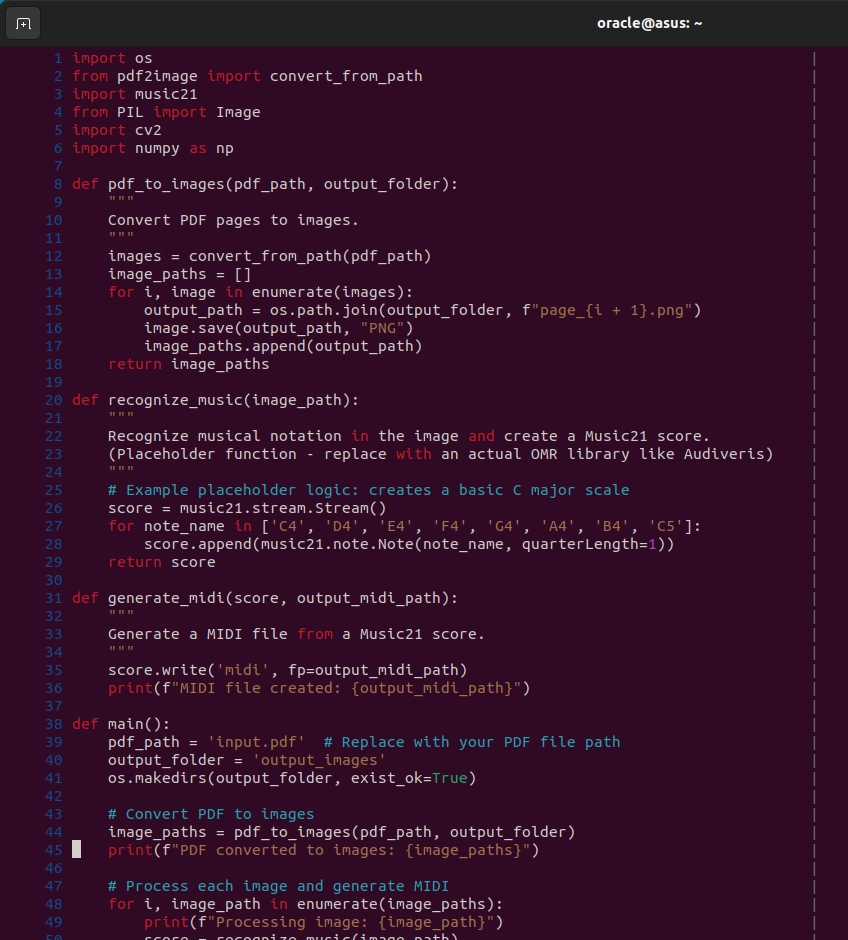 oracle@asus: ~
1 import os
2 from pdf2image import convert_from_path
3 import music21
4 from PIL import Image
5 import cv2
6 import numpy as np
7
8 def pdf_to_images(pdf_path, output_folder):
9     """
10     Convert PDF pages to images.
11     """
12     images = convert_from_path(pdf_path)
13     image_paths = []
14     for i, image in enumerate(images):
15         output_path = os.path.join(output_folder, f"page_{i + 1}.png")
16         image.save(output_path, "PNG")
17         image_paths.append(output_path)
18     return image_paths
19
20 def recognize_music(image_path):
21     """
22     Recognize musical notation in the image and create a Music21 score.
23     (Placeholder function - replace with an actual OMR library like Audiveris)
24     """
25     # Example placeholder logic: creates a basic C major scale
26     score = music21.stream.Stream()
27     for note_name in ['C4', 'D4', 'E4', 'F4', 'G4', 'A4', 'B4', 'C5']:
28         score.append(music21.note.Note(note_name, quarterLength=1))
29     return score
30
31 def generate_midi(score, output_midi_path):
32     """
33     Generate a MIDI file from a Music21 score.
34     """
35     score.write('midi', fp=output_midi_path)
36     print(f"MIDI file created: {output_midi_path}")
37
38 def main():
39     pdf_path = 'input.pdf'  # Replace with your PDF file path
40     output_folder = 'output_images'
41     os.makedirs(output_folder, exist_ok=True)
42
43     # Convert PDF to images
44     image_paths = pdf_to_images(pdf_path, output_folder)
45     print(f"PDF converted to images: {image_paths}")
46
47     # Process each image and generate MIDI
48     for i, image_path in enumerate(image_paths):
49         print(f"Processing image: {image_path}")
50         score = recognize_music(image_path)